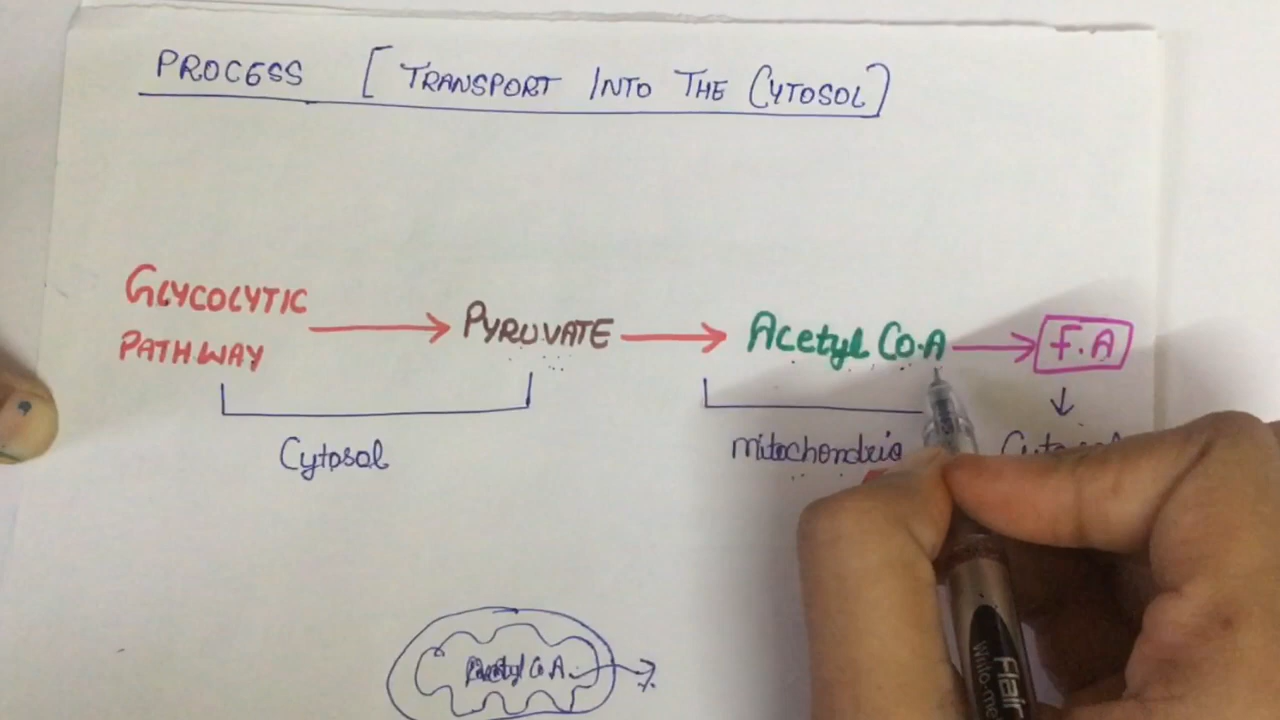 PROCESS [TRANSPORT INTO THE CYTOSOL]
GLYCOLYTIC
PATHWAY
PYRUVATE
Acetyl Co.A
F.A
Cytosol
mitochondria
Acetyl Co A
Flair